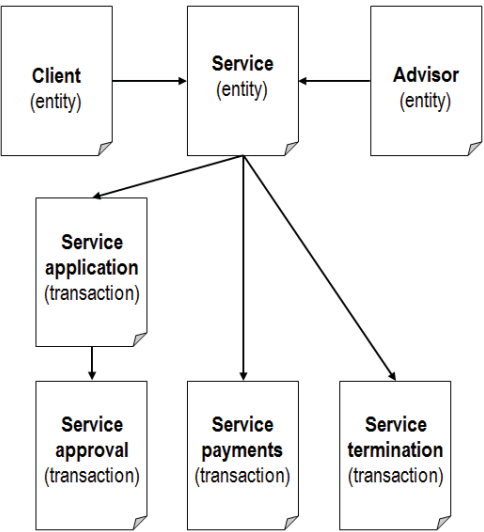 Client
(entity)
Service
(entity)
Advisor
(entity)
Service
application
(transaction)
Service
approval
(transaction)
Service
payments
(transaction)
Service
termination
(transaction)